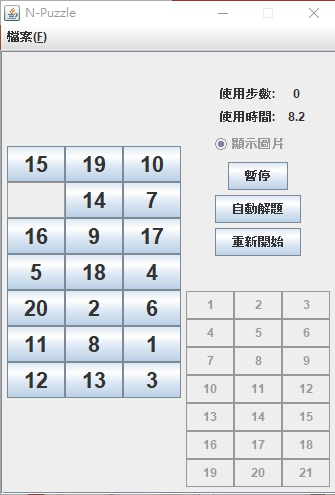 N-Puzzle
檔案(F)
使用步數: 0
使用時間: 8.2
顯示圖片
暫停
自動解題
重新開始
15 19 10
14 7
16 9 17
5 18 4
20 2 6
11 8 1
12 13 3
1 2 3
4 5 6
7 8 9
10 11 12
13 14 15
16 17 18
19 20 21